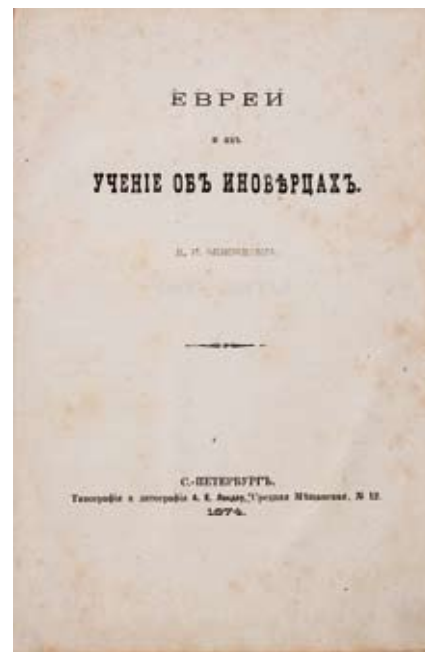 ЕВРЕИ
и ихъ
УЧЕНІЕ ОБЪ ИНОВѢРЦАХЪ.
С.-ПЕТЕРБУРГЪ.
Типографія и литографія А. Е. Ландау, Средняя Мѣщанская, № 12.
1874.